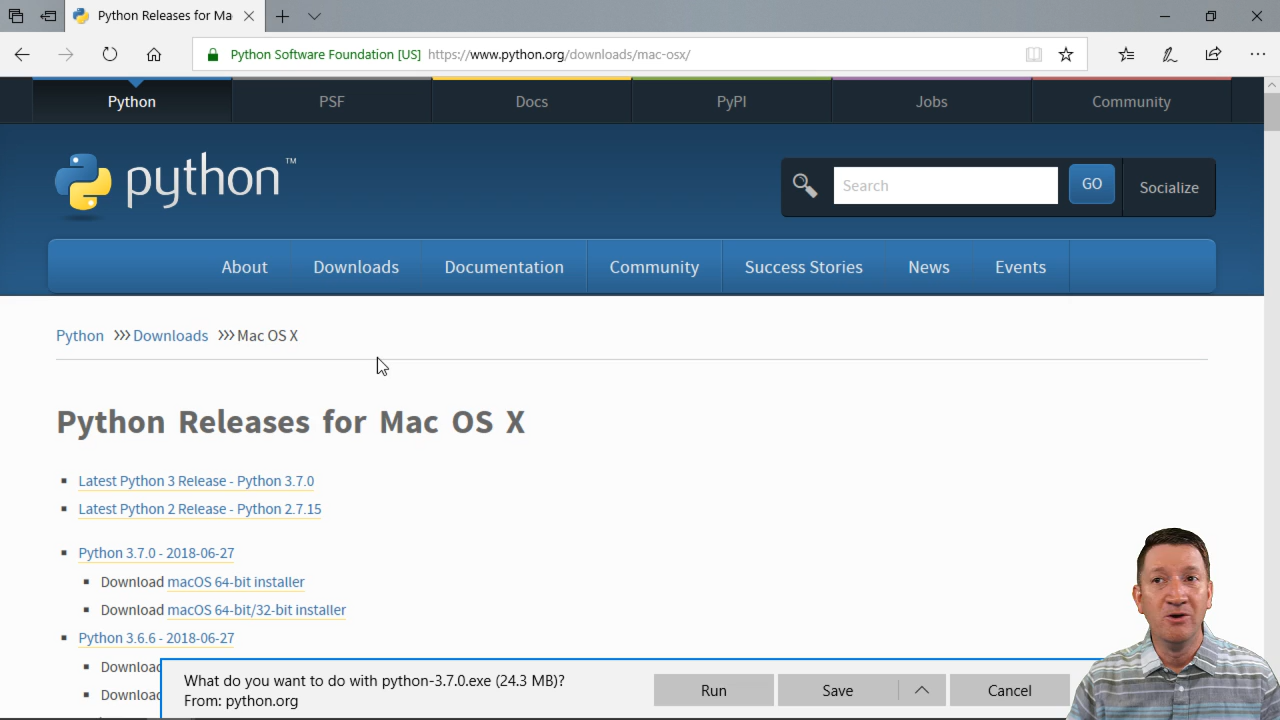 Python Releases for Ma
Python Software Foundation [US] https://www.python.org/downloads/mac-osx/
Python PSF Docs PyPI Jobs Community
python™
Search GO Socialize
About Downloads Documentation Community Success Stories News Events
Python Downloads Mac OS X
Python Releases for Mac OS X
Latest Python 3 Release - Python 3.7.0
Latest Python 2 Release - Python 2.7.15
Python 3.7.0 - 2018-06-27
Download macOS 64-bit installer
Download macOS 64-bit/32-bit installer
Python 3.6.6 - 2018-06-27
What do you want to do with python-3.7.0.exe (24.3 MB)?
From: python.org
Run Save Cancel